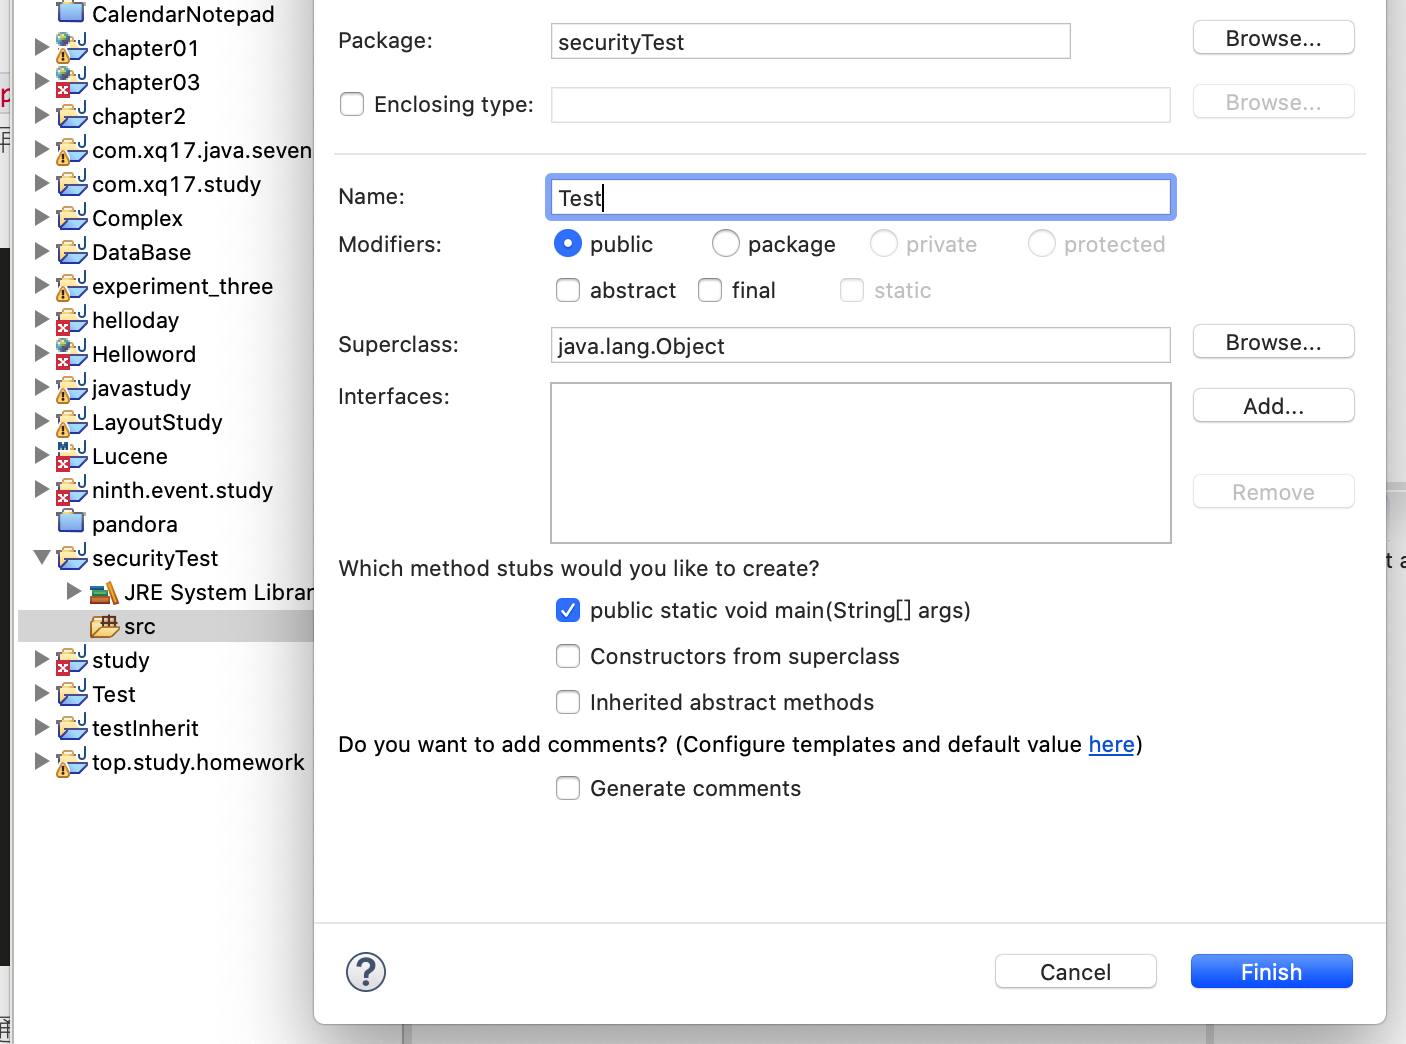 CalendarNotepad
chapter01
chapter03
chapter2
com.xq17.java.seven
com.xq17.study
Complex
DataBase
experiment_three
helloday
Helloword
javastudy
LayoutStudy
Lucene
ninth.event.study
pandora
securityTest
JRE System Librar
src
study
Test
testInherit
top.study.homework
Package: securityTest Browse...
Enclosing type: Browse...
Name: Test
Modifiers: public package private protected
abstract final static
Superclass: java.lang.Object Browse...
Interfaces: Add...
Remove
Which method stubs would you like to create?
public static void main(String[] args)
Constructors from superclass
Inherited abstract methods
Do you want to add comments? (Configure templates and default value here)
Generate comments
? Cancel Finish
t a